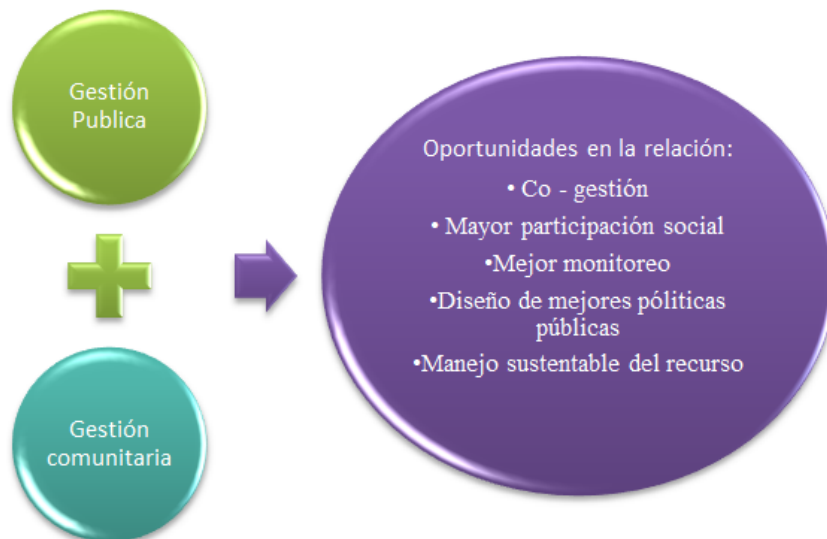 Gestión
Publica
Gestión
comunitaria
Oportunidades en la relación:
• Co - gestión
• Mayor participación social
•Mejor monitoreo
•Diseño de mejores póliticas
públicas
•Manejo sustentable del recurso